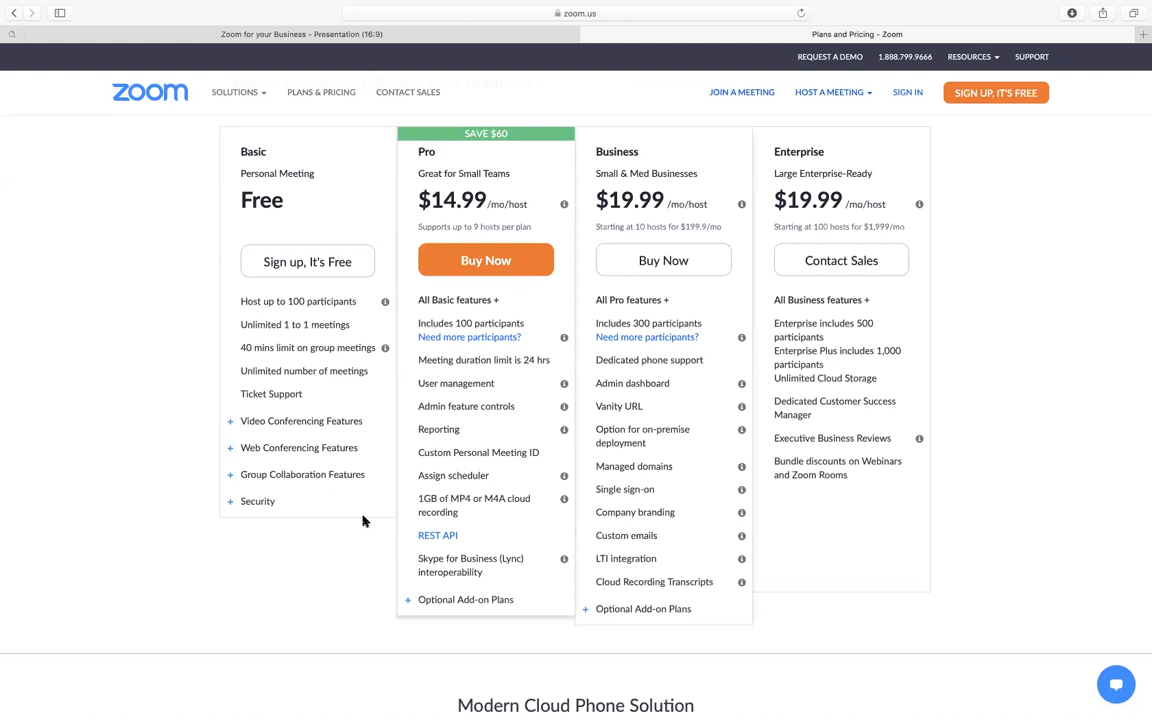 zoom.us
Zoom for your Business - Presentation (16:9)
Plans and Pricing - Zoom
REQUEST A DEMO
1.888.799.9666
RESOURCES
SUPPORT
zoom
SOLUTIONS
PLANS & PRICING
CONTACT SALES
JOIN A MEETING
HOST A MEETING
SIGN IN
SIGN UP, IT'S FREE
Basic
Personal Meeting
Free
Sign up, It's Free
Host up to 100 participants
Unlimited 1 to 1 meetings
40 mins limit on group meetings
Unlimited number of meetings
Ticket Support
+ Video Conferencing Features
+ Web Conferencing Features
+ Group Collaboration Features
+ Security
SAVE $60
Pro
Great for Small Teams
$14.99 /mo/host
Supports up to 9 hosts per plan
Buy Now
All Basic features +
Includes 100 participants
Need more participants?
Meeting duration limit is 24 hrs
User management
Admin feature controls
Reporting
Custom Personal Meeting ID
Assign scheduler
1GB of MP4 or M4A cloud
recording
REST API
Skype for Business (Lync)
interoperability
+ Optional Add-on Plans
Business
Small & Med Businesses
$19.99 /mo/host
Starting at 10 hosts for $199.9/mo
Buy Now
All Pro features +
Includes 300 participants
Need more participants?
Dedicated phone support
Admin dashboard
Vanity URL
Option for on-premise
deployment
Managed domains
Single sign-on
Company branding
Custom emails
LTI integration
Cloud Recording Transcripts
+ Optional Add-on Plans
Enterprise
Large Enterprise-Ready
$19.99 /mo/host
Starting at 100 hosts for $1,999/mo
Contact Sales
All Business features +
Enterprise includes 500
participants
Enterprise Plus includes 1,000
participants
Unlimited Cloud Storage
Dedicated Customer Success
Manager
Executive Business Reviews
Bundle discounts on Webinars
and Zoom Rooms
Modern Cloud Phone Solution